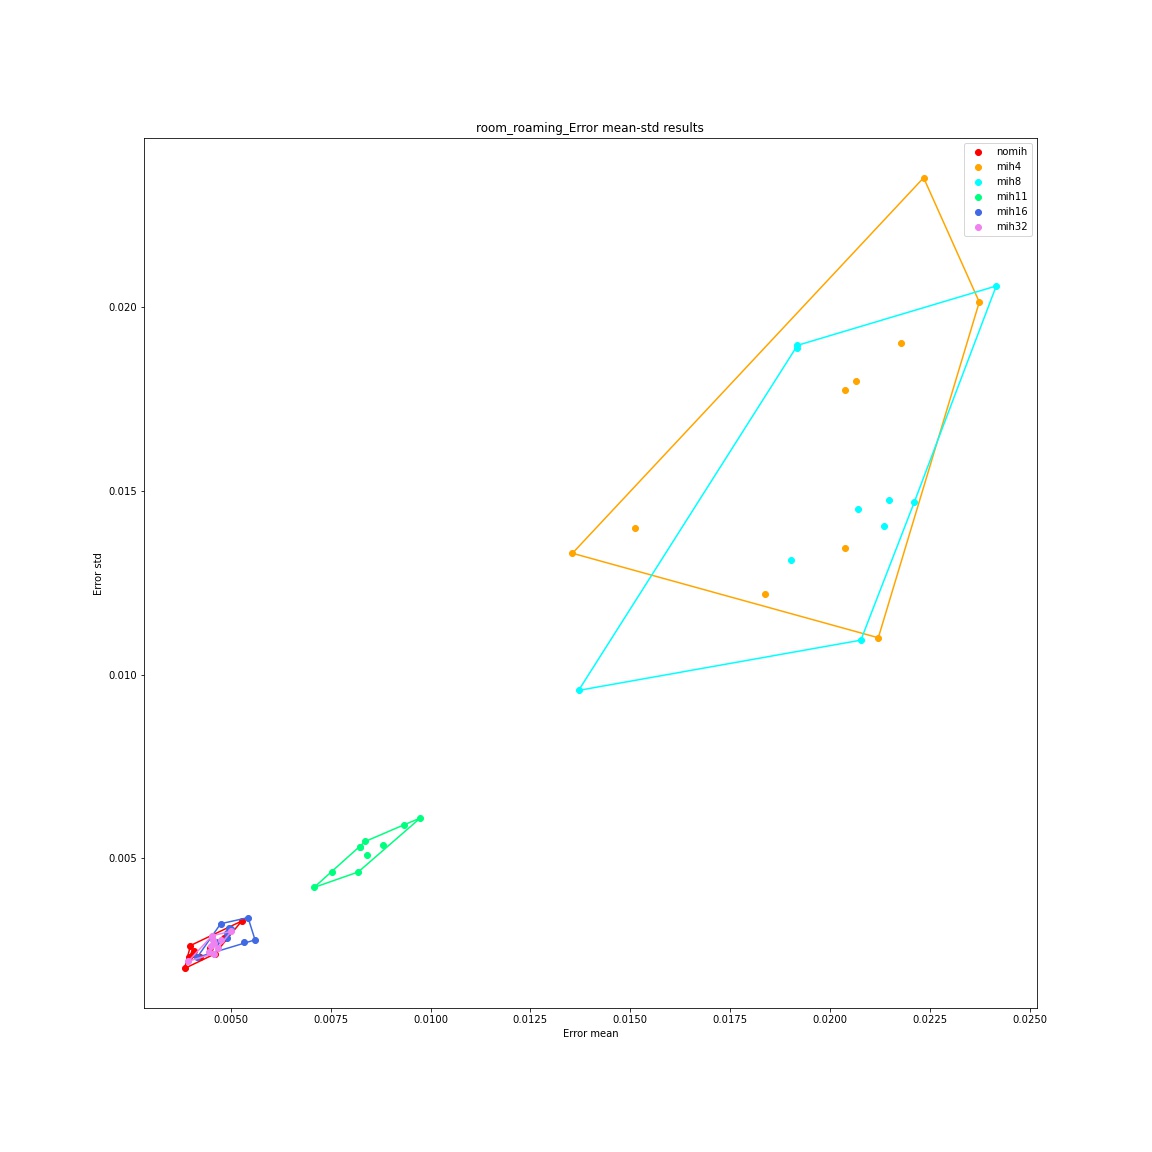 room_roaming_Error mean-std results
nomih
mih4
mih8
mih11
mih16
mih32
0.020
0.015
0.010
0.005
Error std
0.0050
0.0075
0.0100
0.0125
0.0150
0.0175
0.0200
0.0225
0.0250
Error mean